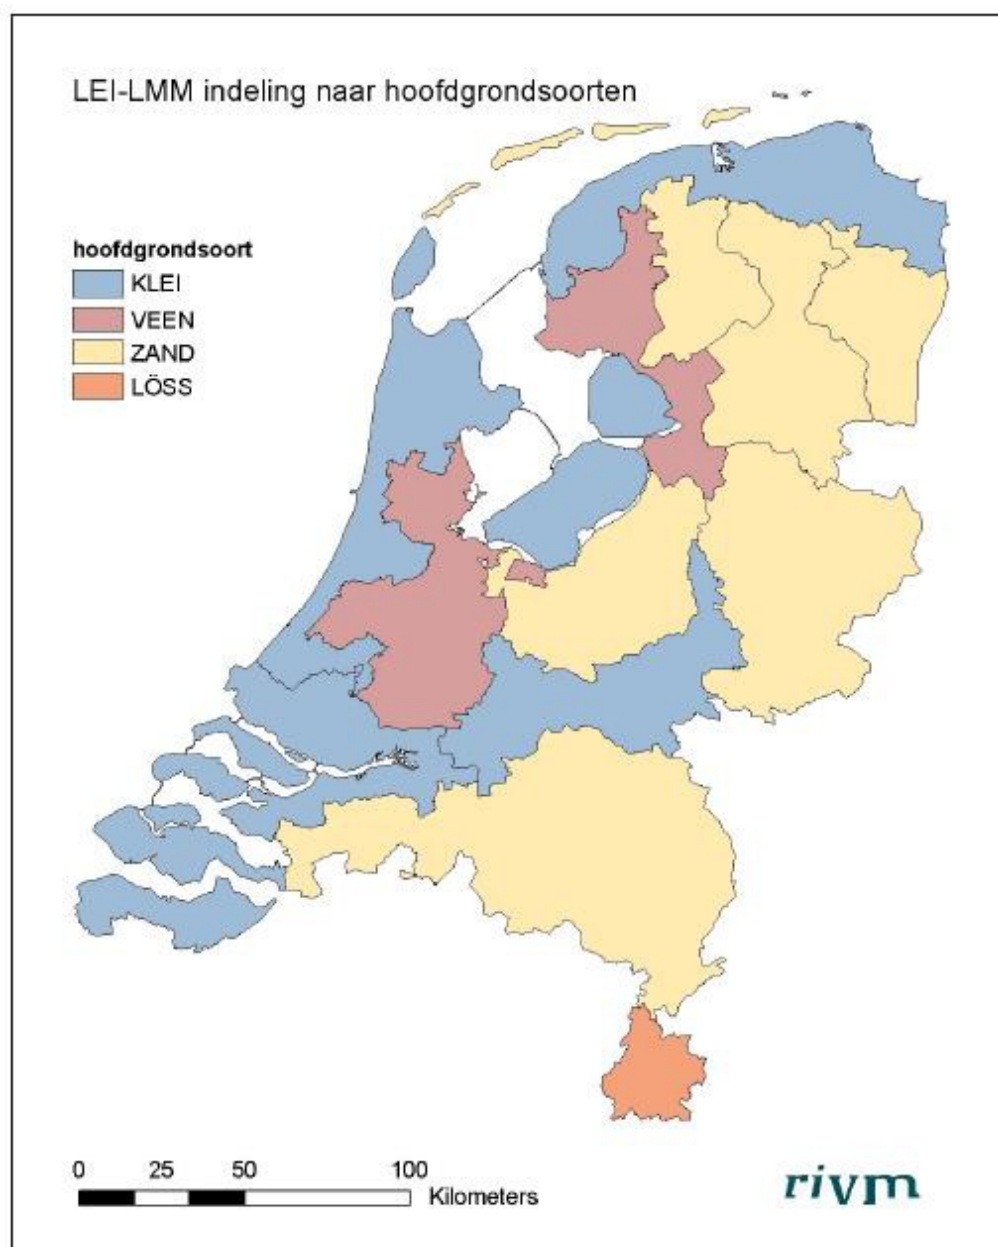 LEI-LMM indeling naar hoofdgrondsoorten
hoofdgrondsoort
KLEI
VEEN
ZAND
LÖSS
0 25 50 100
Kilometers
rivm